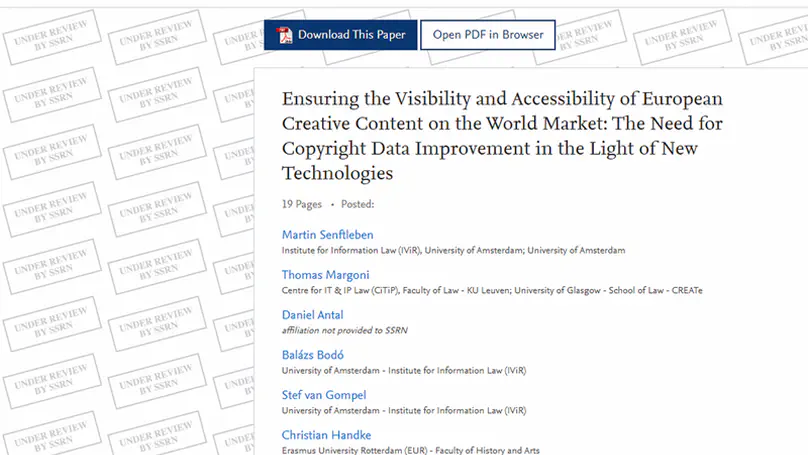 UNDER REVIEW
BY SSRN
Download This Paper
Open PDF in Browser
Ensuring the Visibility and Accessibility of European
Creative Content on the World Market: The Need for
Copyright Data Improvement in the Light of New
Technologies
19 Pages • Posted:
Martin Senftleben
Institute for Information Law (IViR), University of Amsterdam; University of Amsterdam
Thomas Margoni
Centre for IT & IP Law (CiTiP), Faculty of Law - KU Leuven; University of Glasgow - School of Law - CREATe
Daniel Antal
affiliation not provided to SSRN
Balázs Bodó
University of Amsterdam - Institute for Information Law (IViR)
Stef van Gompel
University of Amsterdam - Institute for Information Law (IViR)
Christian Handke
Erasmus University Rotterdam (EUR) - Faculty of History and Arts